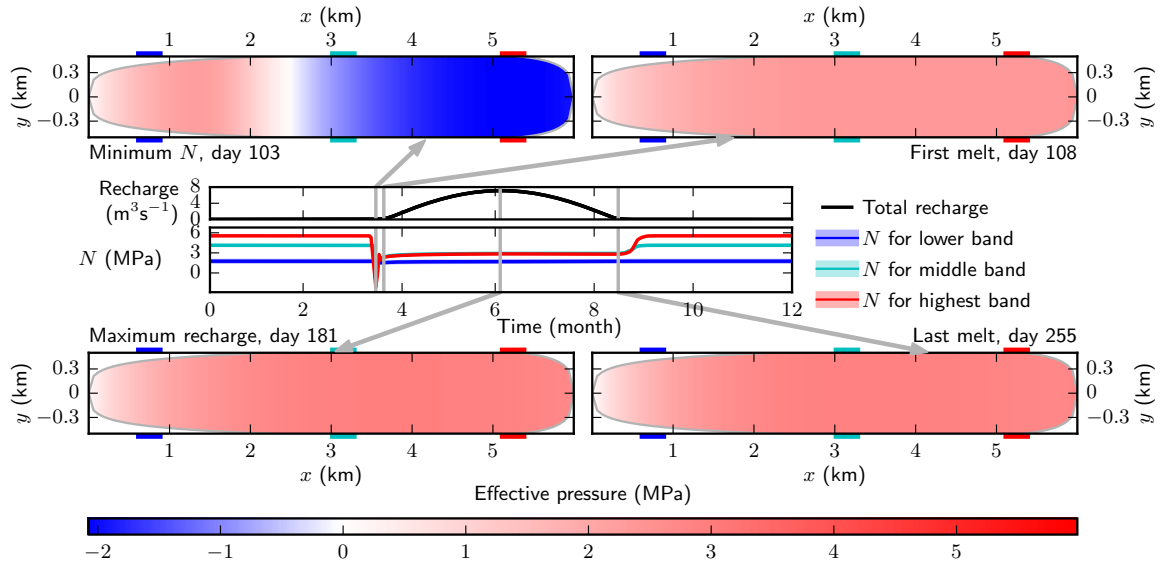 x (km)
x (km)
1 2 3 4 5
1 2 3 4 5
y (km)
0.3
0
−0.3
0.3
0
−0.3
y (km)
Minimum N, day 103
First melt, day 108
Recharge
(m³s⁻¹)
8
4
0
N (MPa)
6
3
0
0 2 4 6 8 10 12
Time (month)
Total recharge
N for lower band
N for middle band
N for highest band
Maximum recharge, day 181
Last melt, day 255
y (km)
0.3
0
−0.3
0.3
0
−0.3
y (km)
1 2 3 4 5
1 2 3 4 5
x (km)
x (km)
Effective pressure (MPa)
−2 −1 0 1 2 3 4 5